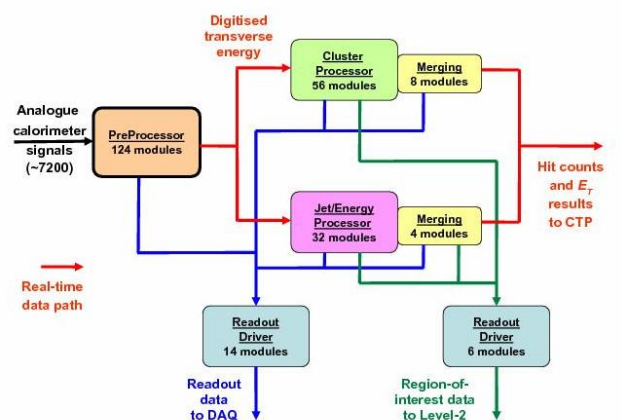 Digitised
transverse
energy
Cluster
Processor
56 modules
Merging
8 modules
Analogue
calorimeter
signals
(~7200)
PreProcessor
124 modules
Hit counts
and E_T
results
to CTP
Jet/Energy
Processor
32 modules
Merging
4 modules
Real-time
data path
Readout
Driver
14 modules
Readout
Driver
6 modules
Readout
data
to DAQ
Region-of-
interest data
to Level-2